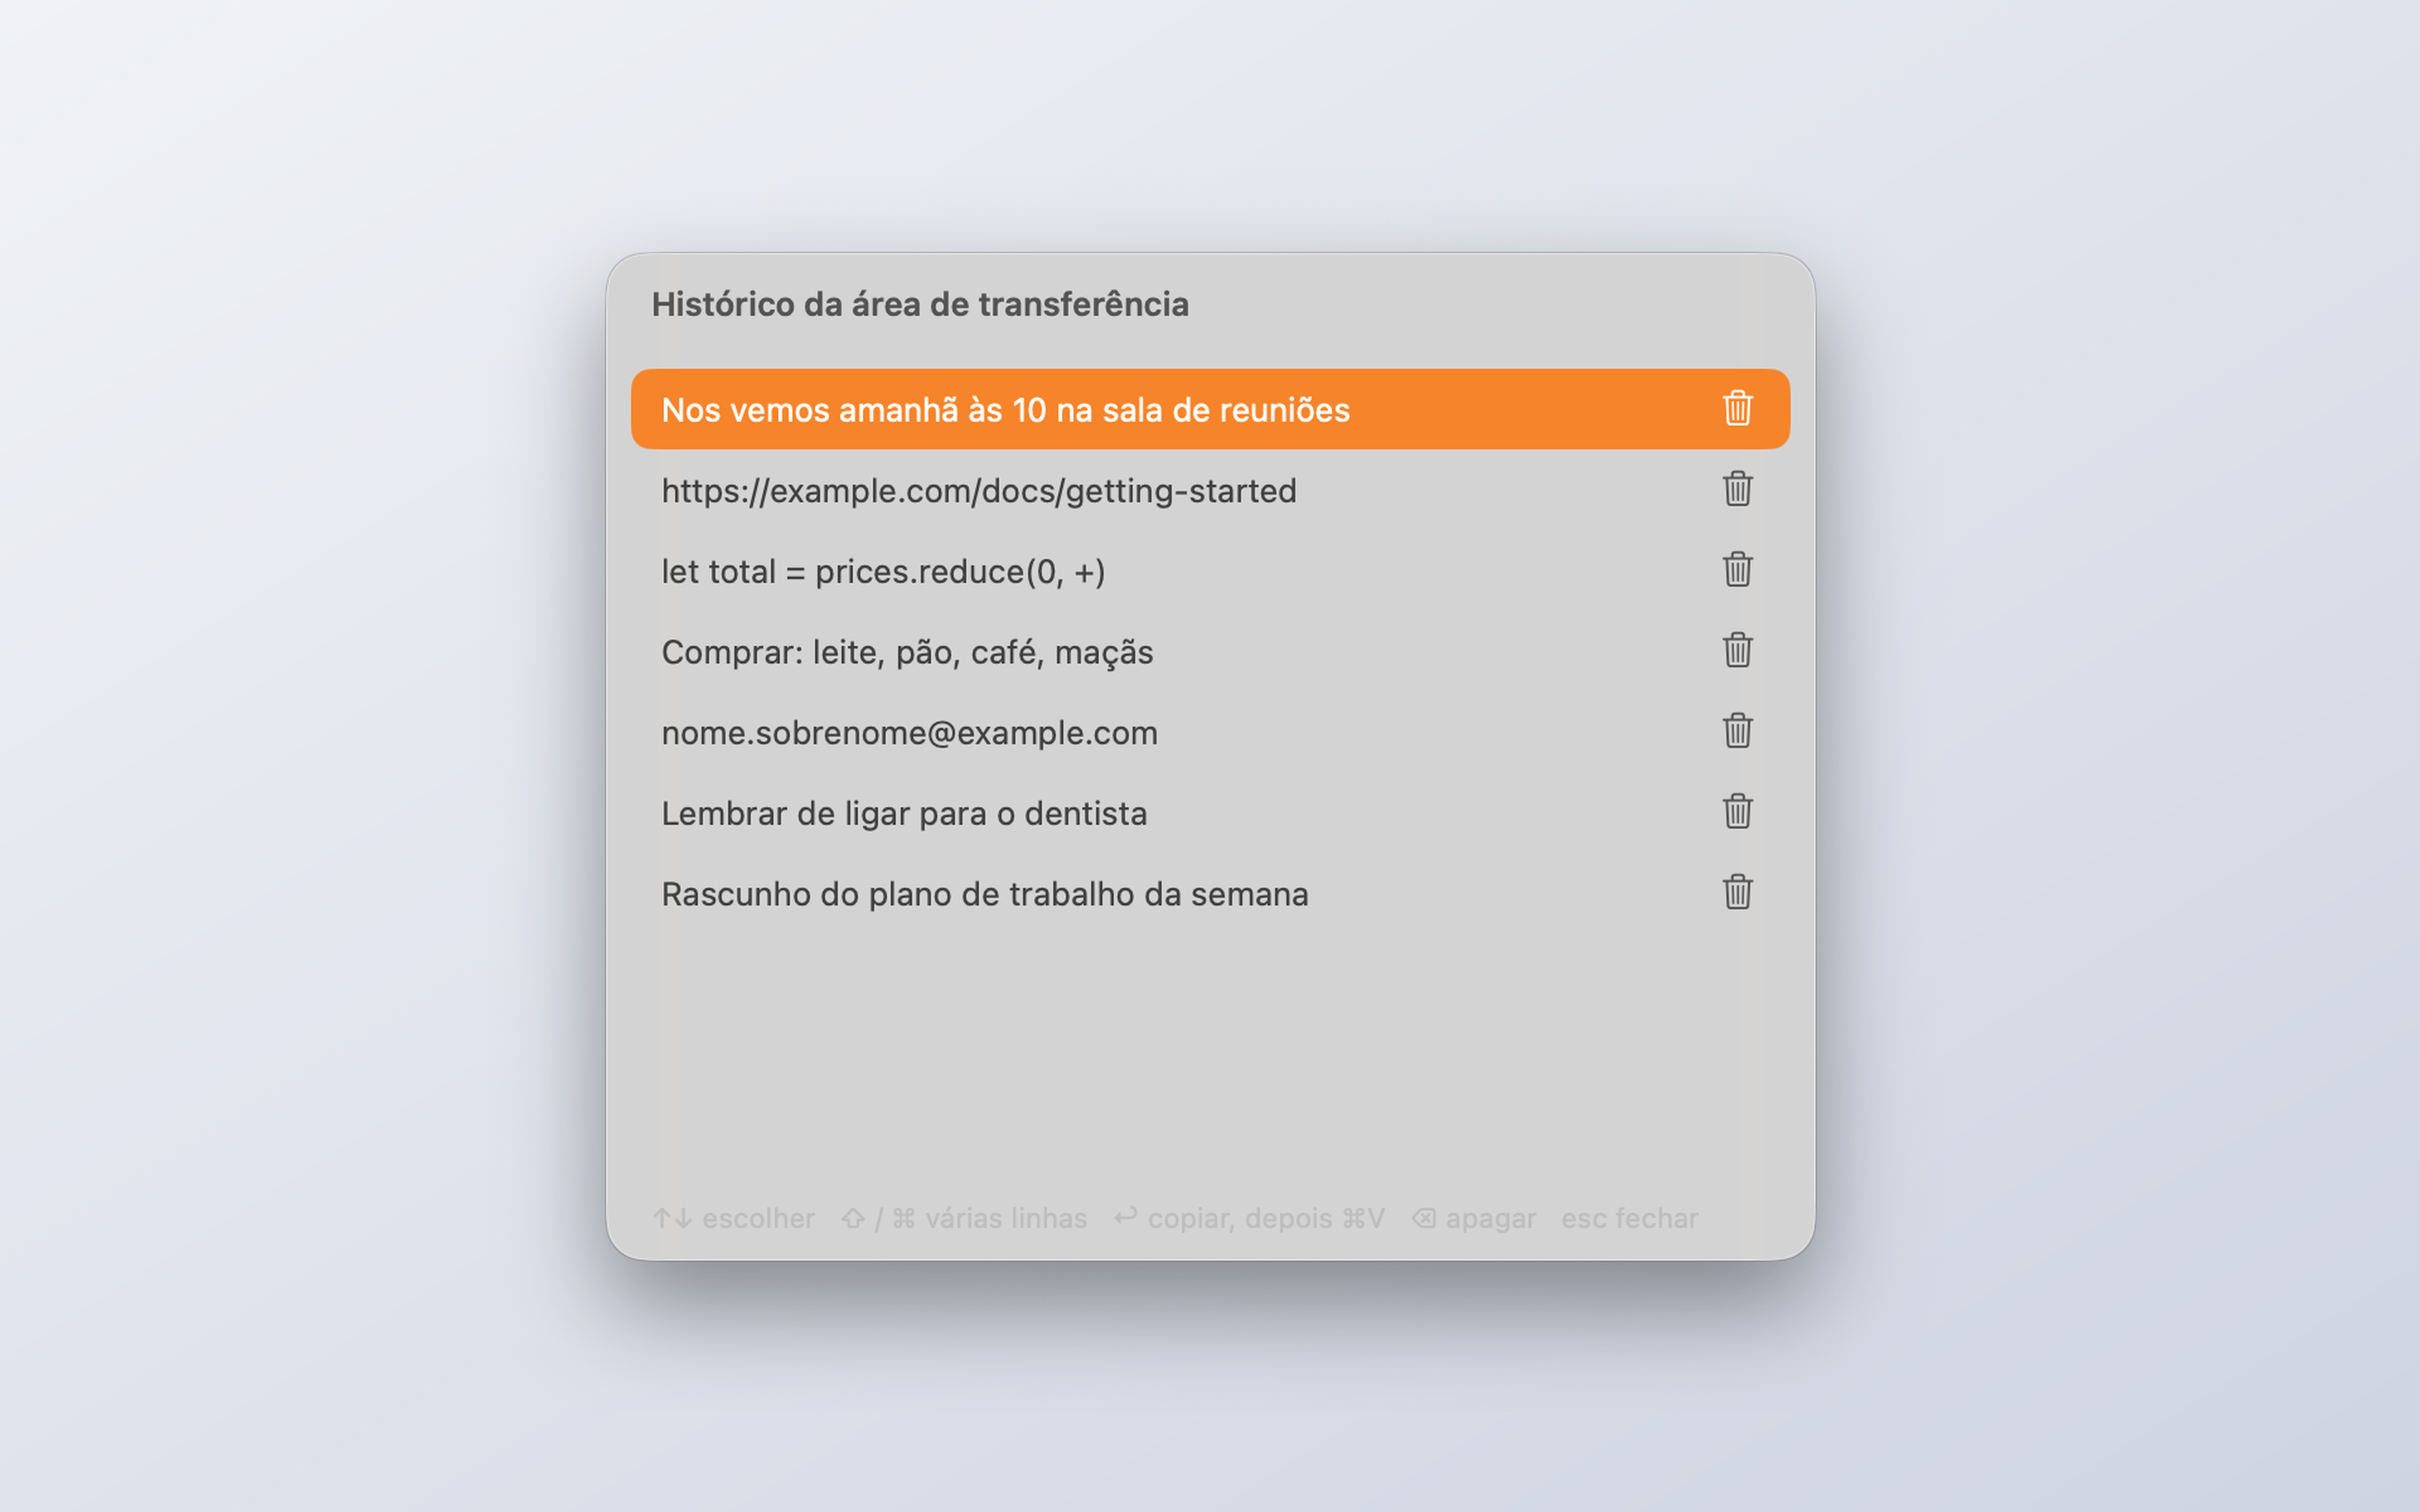 Histórico da área de transferência
Nos vemos amanhã às 10 na sala de reuniões
https://example.com/docs/getting-started
let total = prices.reduce(0, +)
Comprar: leite, pão, café, maçãs
nome.sobrenome@example.com
Lembrar de ligar para o dentista
Rascunho do plano de trabalho da semana
↑↓ escolher ⇧ / ⌘ várias linhas ↩ copiar, depois ⌘V ⌫ apagar esc fechar